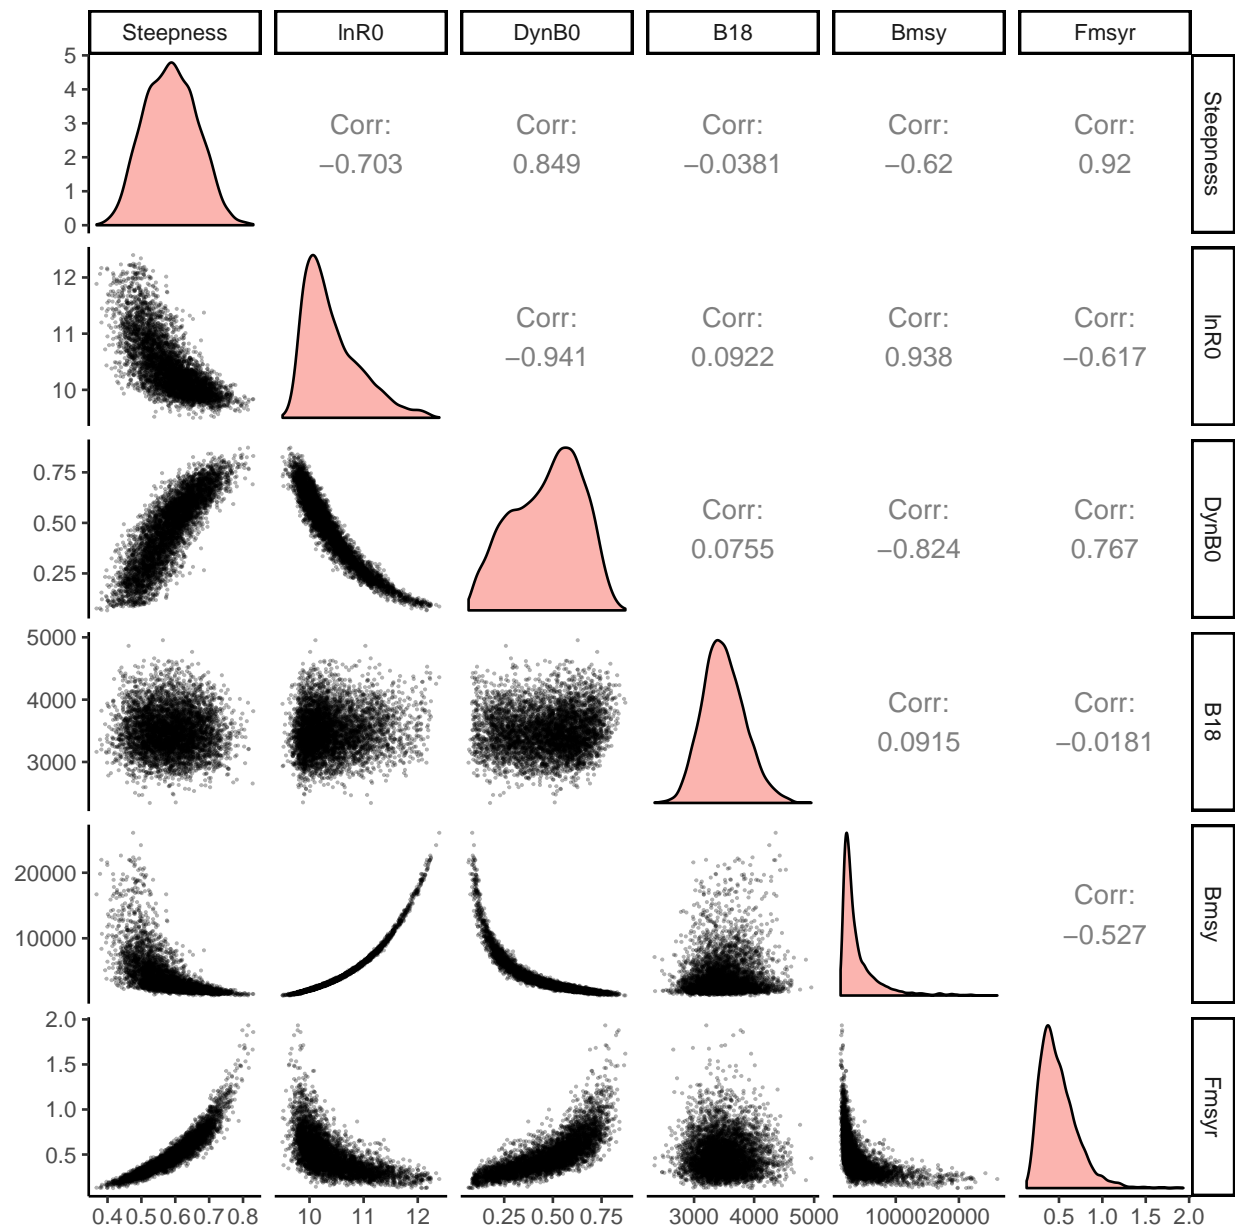 Steepness lnR0 DynB0 B18 Bmsy Fmsyr
5
4
3
2
1
0
Corr: Corr: Corr: Corr: Corr:
−0.703 0.849 −0.0381 −0.62 0.92
Steepness
12
11
10
Corr: Corr: Corr: Corr:
−0.941 0.0922 0.938 −0.617
lnR0
0.75
0.50
0.25
Corr: Corr: Corr:
0.0755 −0.824 0.767
DynB0
5000
4000
3000
Corr: Corr:
0.0915 −0.0181
B18
20000
10000
Corr:
−0.527
Bmsy
2.0
1.5
1.0
0.5
Fmsyr
0.4 0.5 0.6 0.7 0.8 10 11 12 0.25 0.50 0.75 3000 4000 5000 10000 20000 0.5 1.0 1.5 2.0